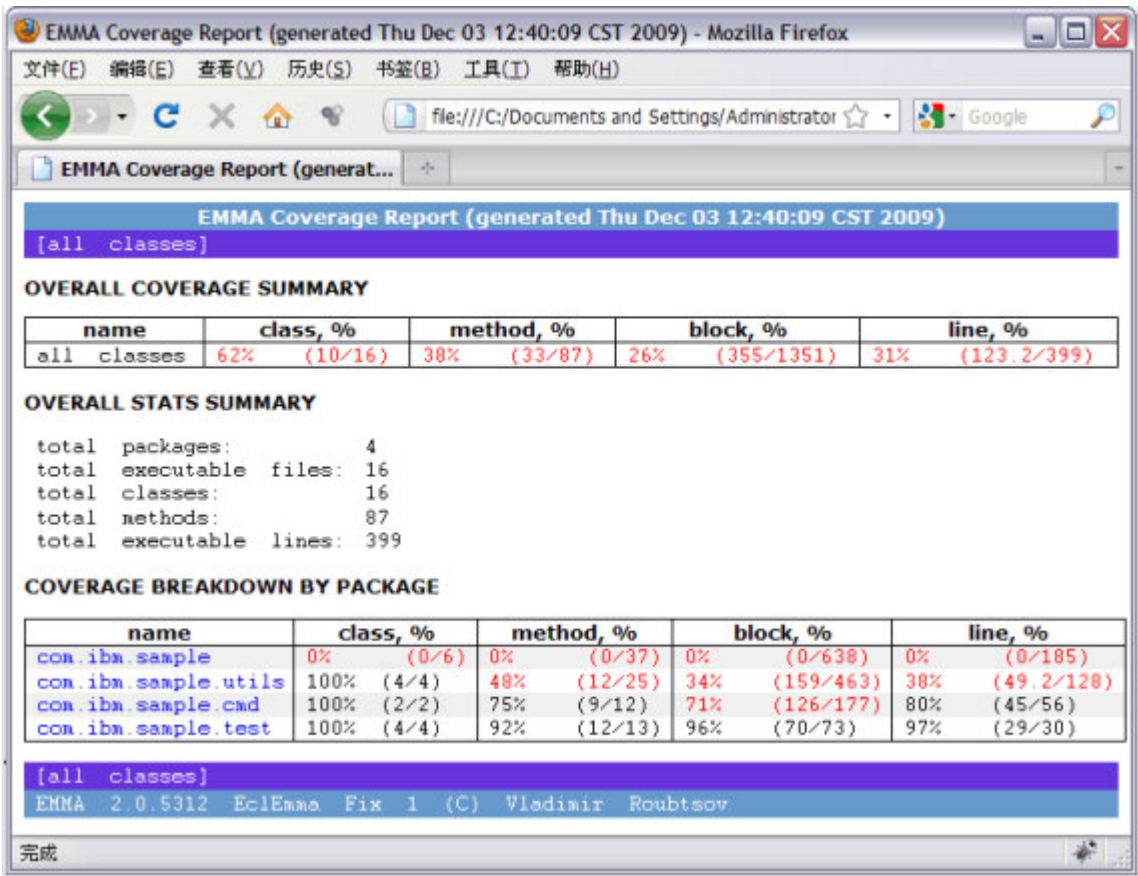 EMMA Coverage Report (generated Thu Dec 03 12:40:09 CST 2009) - Mozilla Firefox
文件(F) 编辑(E) 查看(V) 历史(S) 书签(B) 工具(T) 帮助(H)
file:///C:/Documents and Settings/Administrator Google
EMMA Coverage Report (generat...
EMMA Coverage Report (generated Thu Dec 03 12:40:09 CST 2009)
[all classes]
OVERALL COVERAGE SUMMARY
name class, % method, % block, % line, %
all classes 62% (10/16) 38% (33/87) 26% (355/1351) 31% (123.2/399)
OVERALL STATS SUMMARY
total packages: 4
total executable files: 16
total classes: 16
total methods: 87
total executable lines: 399
COVERAGE BREAKDOWN BY PACKAGE
name class, % method, % block, % line, %
com.ibm.sample 0% (0/6) 0% (0/37) 0% (0/638) 0% (0/185)
com.ibm.sample.utils 100% (4/4) 48% (12/25) 34% (159/463) 38% (49.2/128)
com.ibm.sample.cmd 100% (2/2) 75% (9/12) 71% (126/177) 80% (45/56)
com.ibm.sample.test 100% (4/4) 92% (12/13) 96% (70/73) 97% (29/30)
[all classes]
EMMA 2.0.5312 EclEmma Fix 1 (C) Vladimir Roubtsov
完成